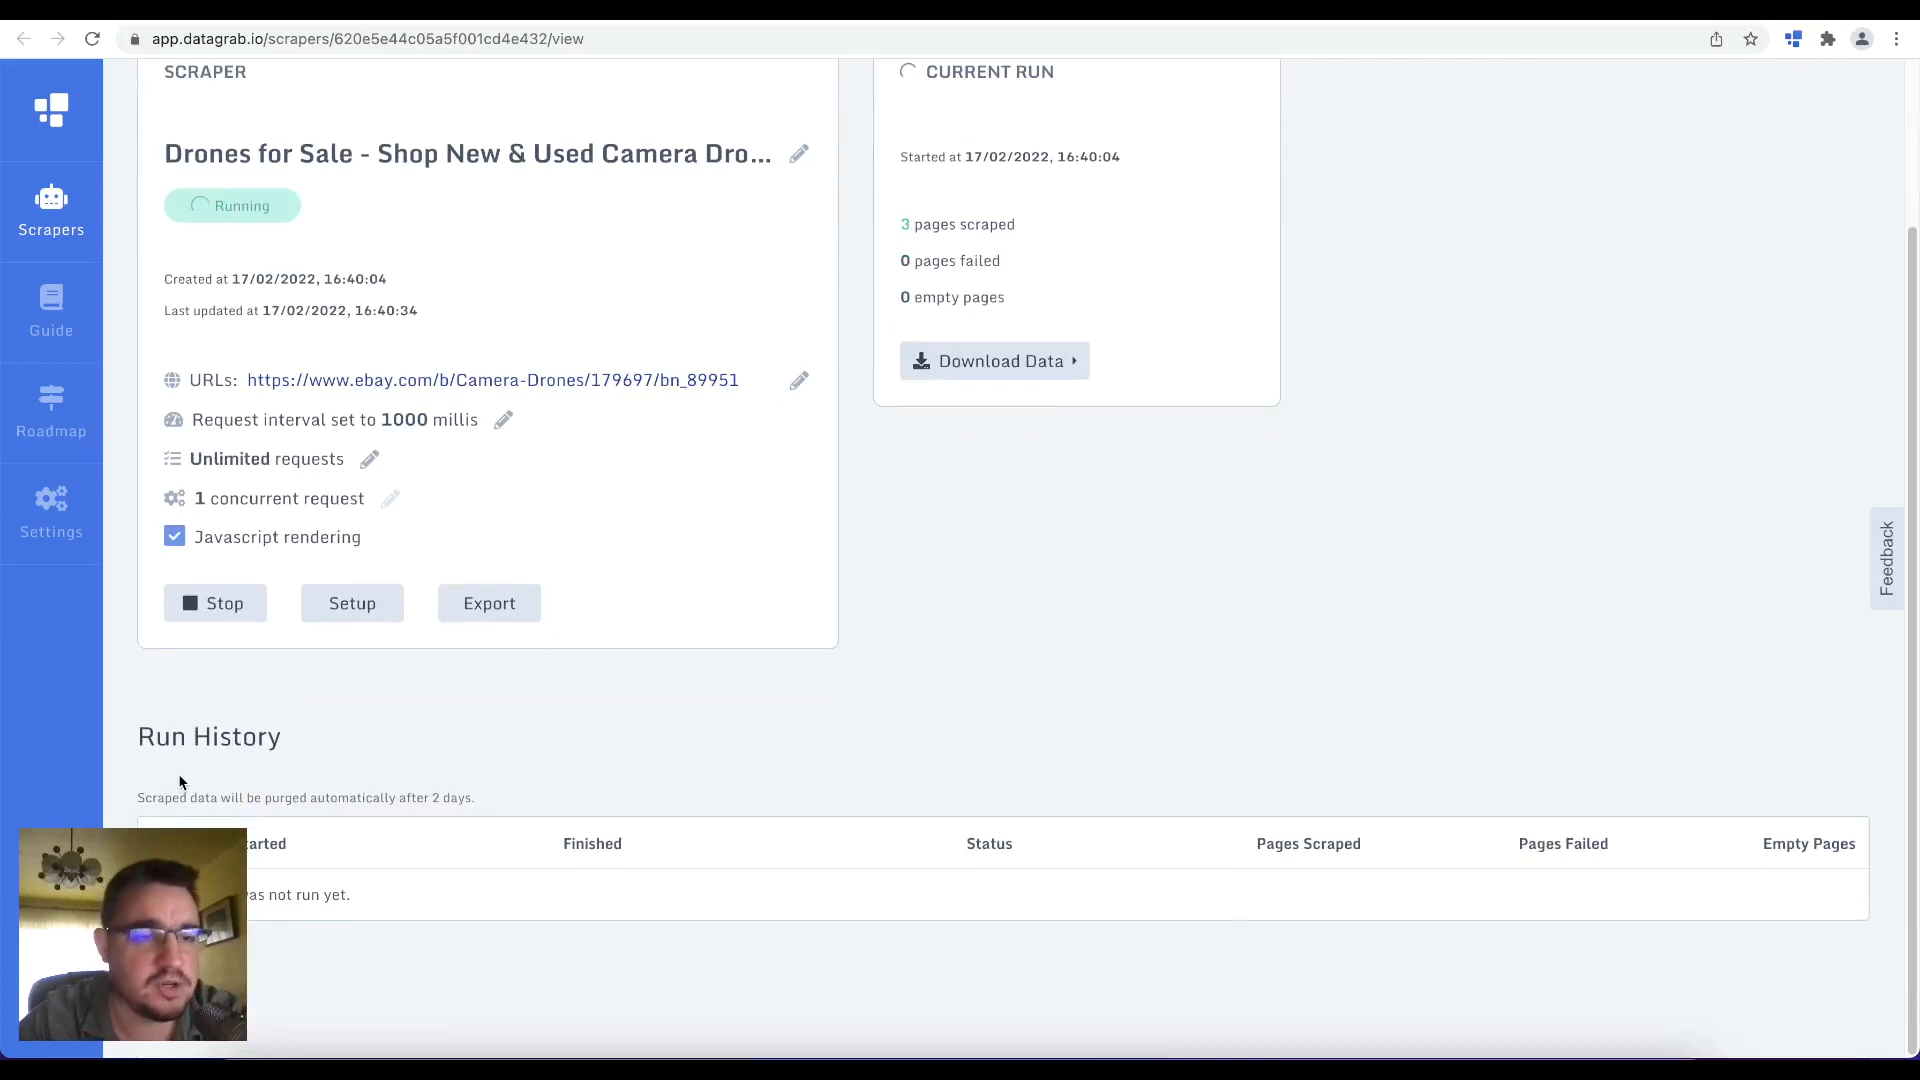 app.datagrab.io/scrapers/620e5e44c05a5f001cd4e432/view
Scrapers
Guide
Roadmap
Settings
SCRAPER
Drones for Sale - Shop New & Used Camera Dro...
Running
Created at 17/02/2022, 16:40:04
Last updated at 17/02/2022, 16:40:34
URLs: https://www.ebay.com/b/Camera-Drones/179697/bn_89951
Request interval set to 1000 millis
Unlimited requests
1 concurrent request
Javascript rendering
Stop Setup Export
CURRENT RUN
Started at 17/02/2022, 16:40:04
3 pages scraped
0 pages failed
0 empty pages
Download Data
Feedback
Run History
Scraped data will be purged automatically after 2 days.
arted Finished Status Pages Scraped Pages Failed Empty Pages
was not run yet.